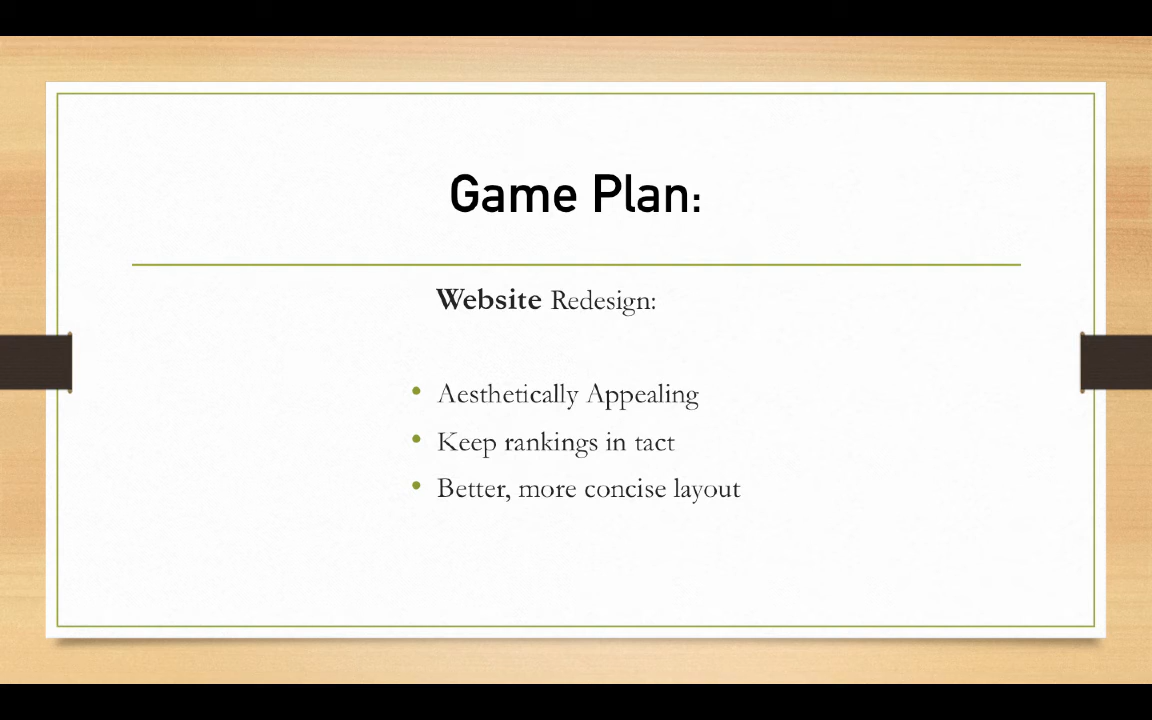 Game Plan:
Website Redesign:
• Aesthetically Appealing
• Keep rankings in tact
• Better, more concise layout